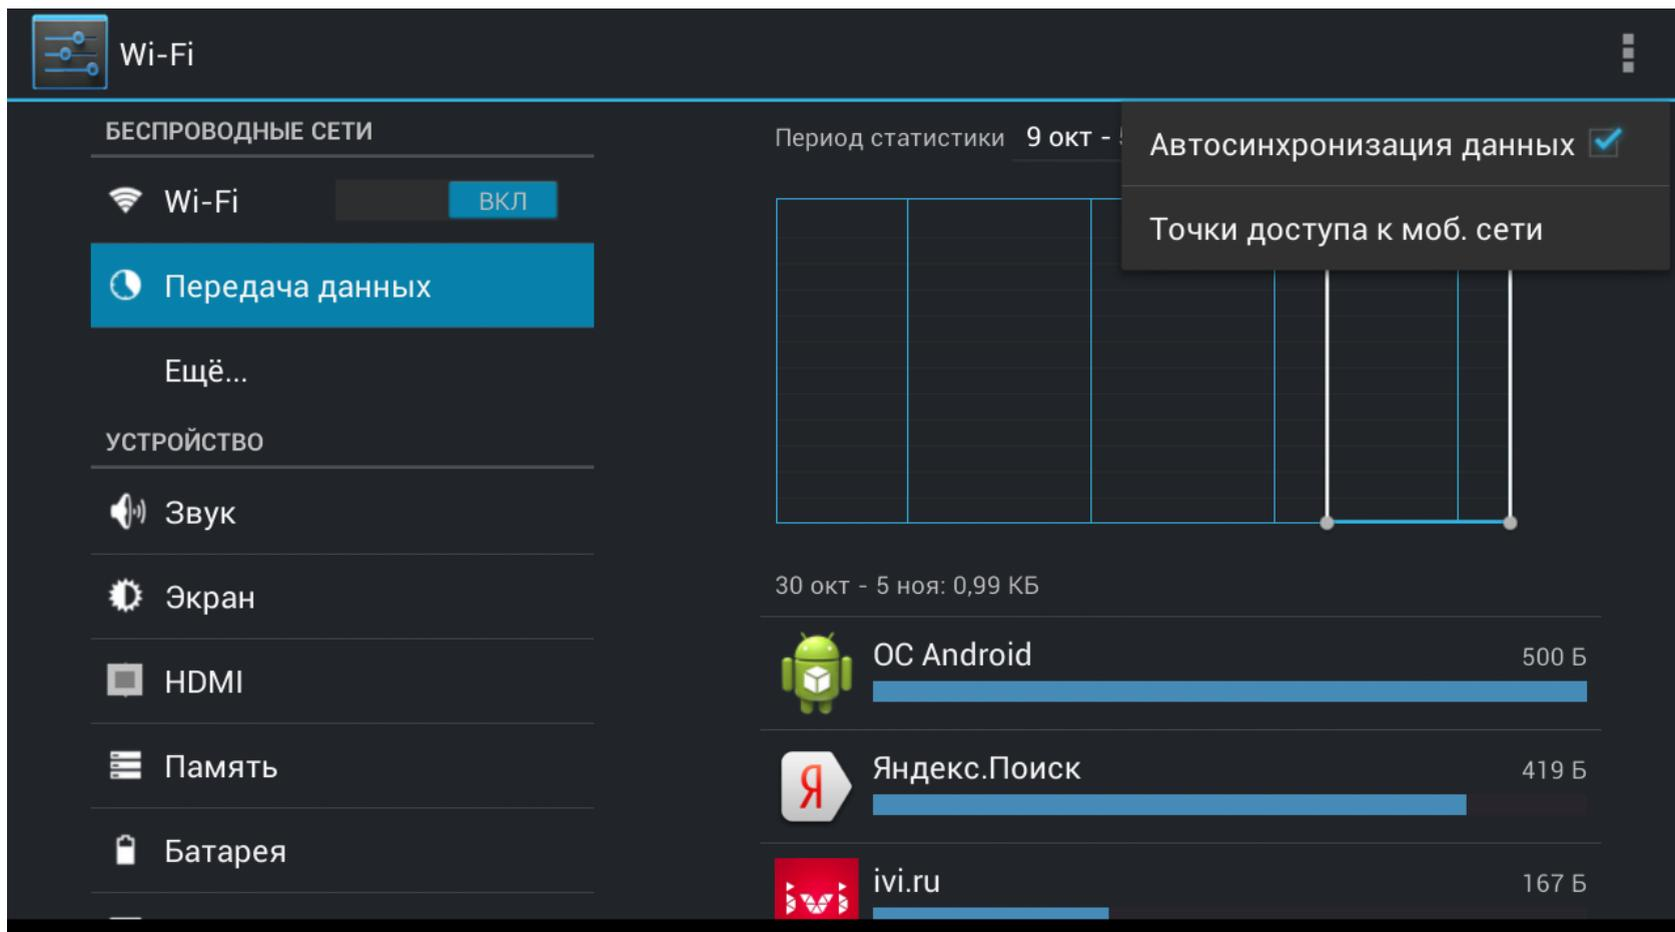 Wi-Fi
БЕСПРОВОДНЫЕ СЕТИ
Wi-Fi
ВКЛ
Передача данных
Ещё...
УСТРОЙСТВО
Звук
Экран
HDMI
Память
Батарея
Период статистики 9 окт -
Автосинхронизация данных
Точки доступа к моб. сети
30 окт - 5 ноя: 0,99 КБ
ОС Android
500 Б
Яндекс.Поиск
419 Б
Я
ivi.ru
167 Б
ivi